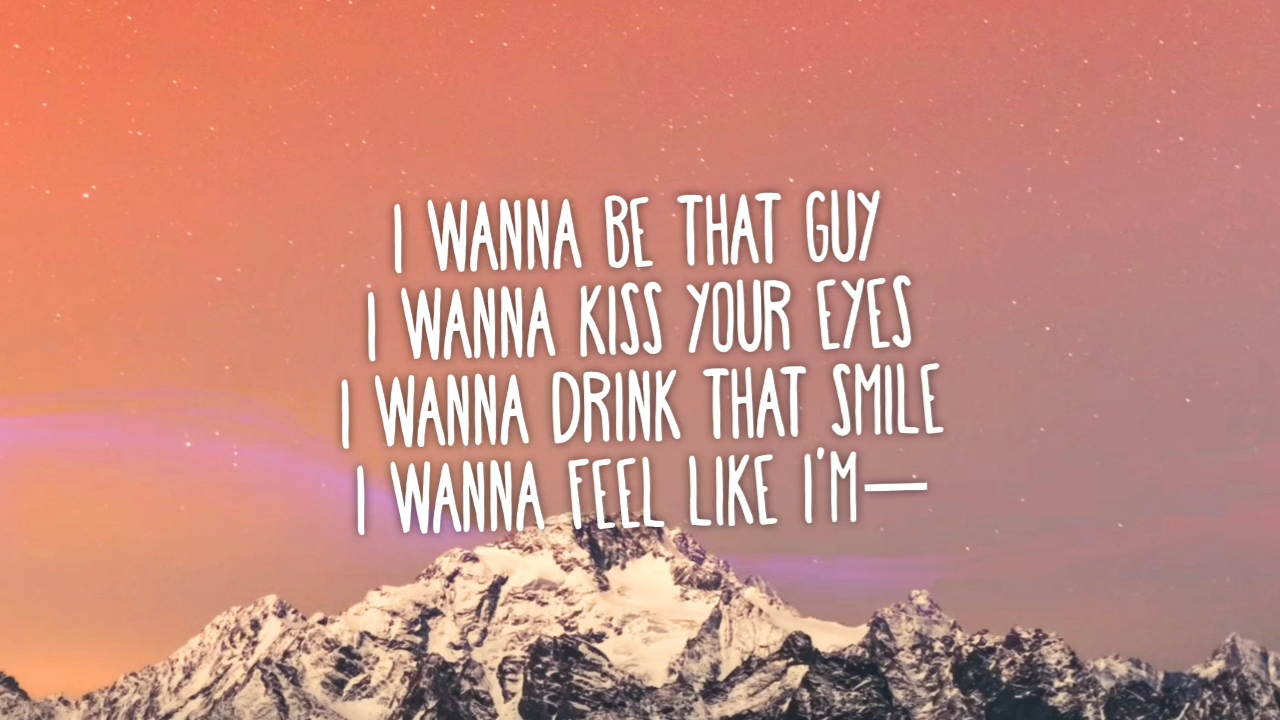 I WANNA BE THAT GUY
I WANNA KISS YOUR EYES
I WANNA DRINK THAT SMILE
I WANNA FEEL LIKE I'M—